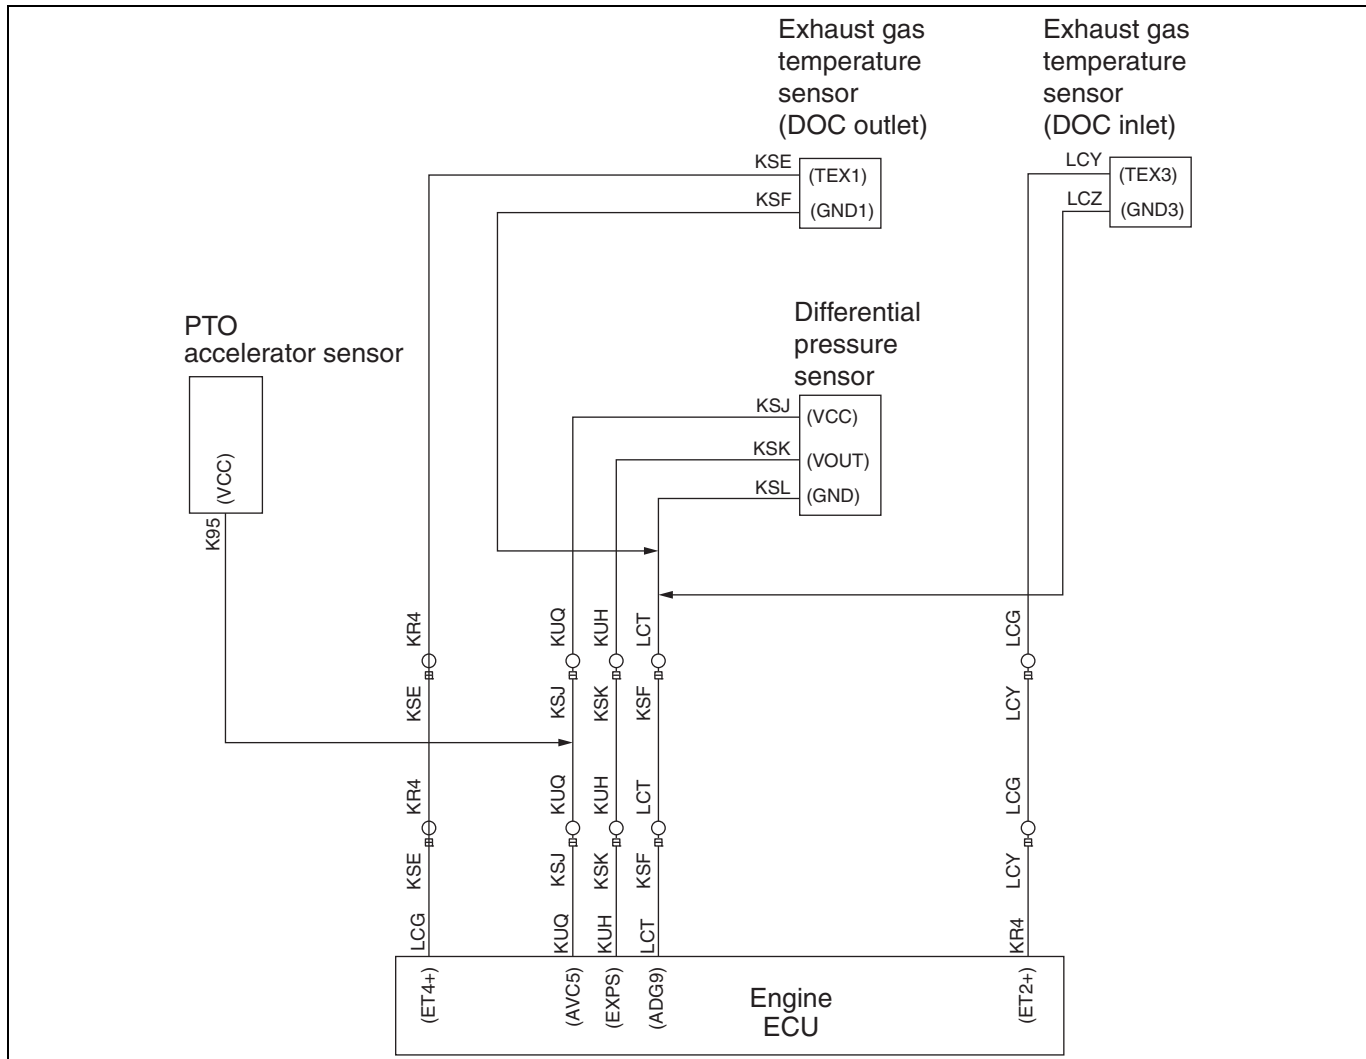 Exhaust gas
temperature
sensor
(DOC outlet)
Exhaust gas
temperature
sensor
(DOC inlet)
KSE
(TEX1)
KSF
(GND1)
LCY
(TEX3)
LCZ
(GND3)
PTO
accelerator sensor
(VCC)
K95
Differential
pressure
sensor
KSJ
(VCC)
KSK
(VOUT)
KSL
(GND)
KR4
KUQ
KUH
LCT
LCG
KSE
KSJ
KSK
KSF
LCY
KR4
KUQ
KUH
LCT
LCG
KSE
KSJ
KSK
KSF
LCY
LCG
KUQ
KUH
LCT
KR4
(ET4+)
(AVC5)
(EXPS)
(ADG9)
(ET2+)
Engine
ECU